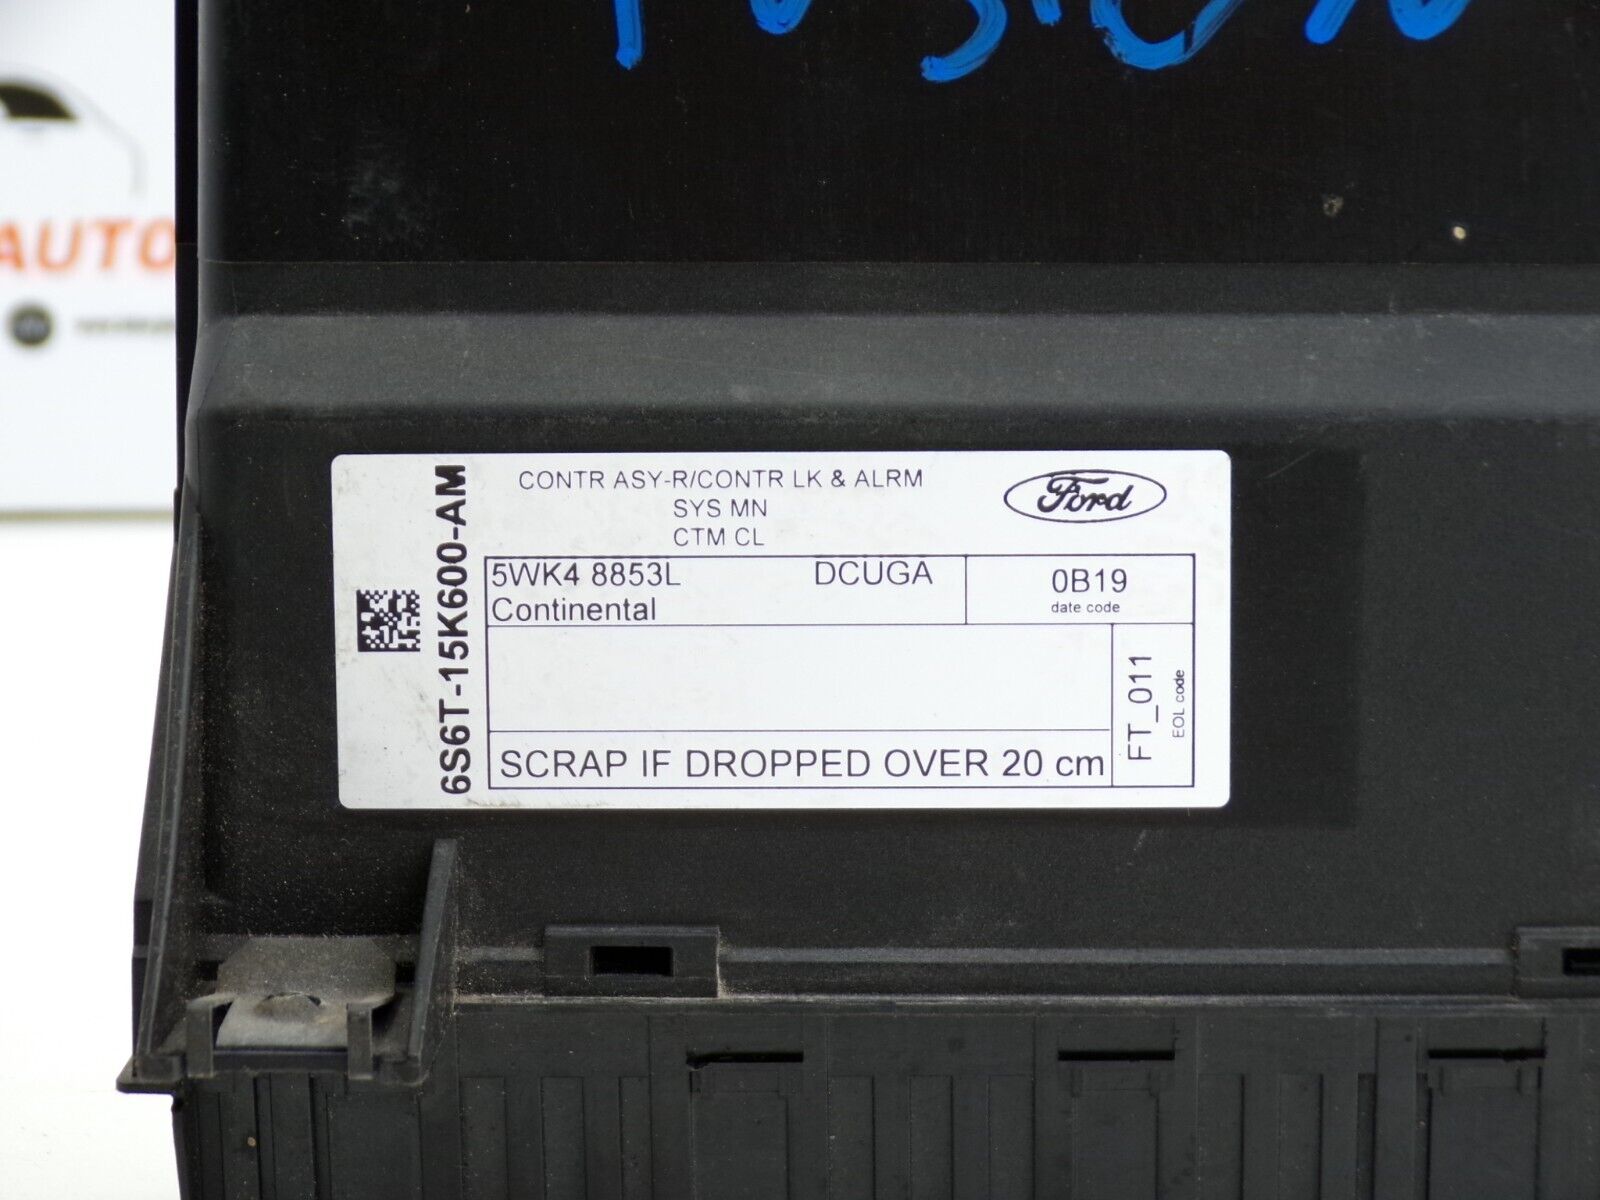 FUSION
AUTO
CONTR ASY-R/CONTR LK & ALRM
SYS MN
CTM CL
Ford
6S6T-15K600-AM
5WK4 8853L DCUGA
Continental
0B19
date code
FT_011
EOL code
SCRAP IF DROPPED OVER 20 cm